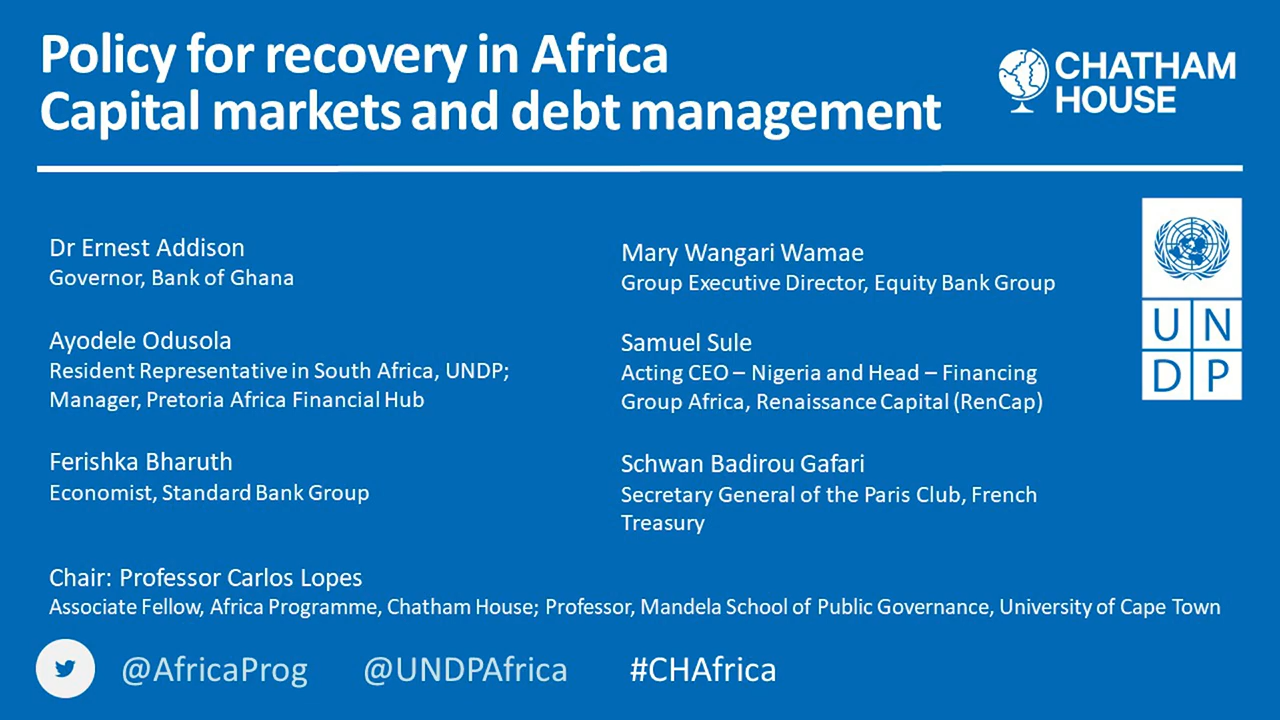 Policy for recovery in Africa
Capital markets and debt management
CHATHAM
HOUSE
Dr Ernest Addison
Governor, Bank of Ghana
Ayodele Odusola
Resident Representative in South Africa, UNDP;
Manager, Pretoria Africa Financial Hub
Ferishka Bharuth
Economist, Standard Bank Group
Mary Wangari Wamae
Group Executive Director, Equity Bank Group
Samuel Sule
Acting CEO – Nigeria and Head – Financing
Group Africa, Renaissance Capital (RenCap)
Schwan Badirou Gafari
Secretary General of the Paris Club, French
Treasury
U N
D P
Chair: Professor Carlos Lopes
Associate Fellow, Africa Programme, Chatham House; Professor, Mandela School of Public Governance, University of Cape Town
@AfricaProg @UNDPAfrica #CHAfrica